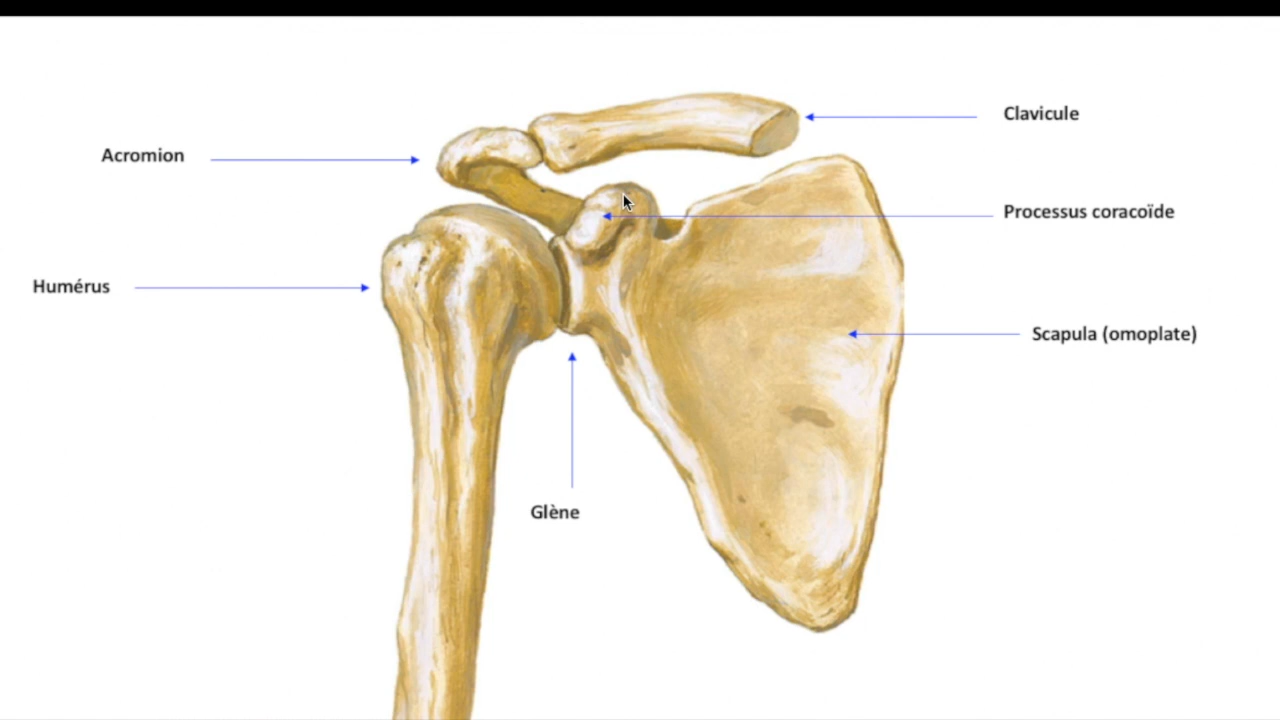 Clavicule
Acromion
Processus coracoïde
Humérus
Scapula (omoplate)
Glène